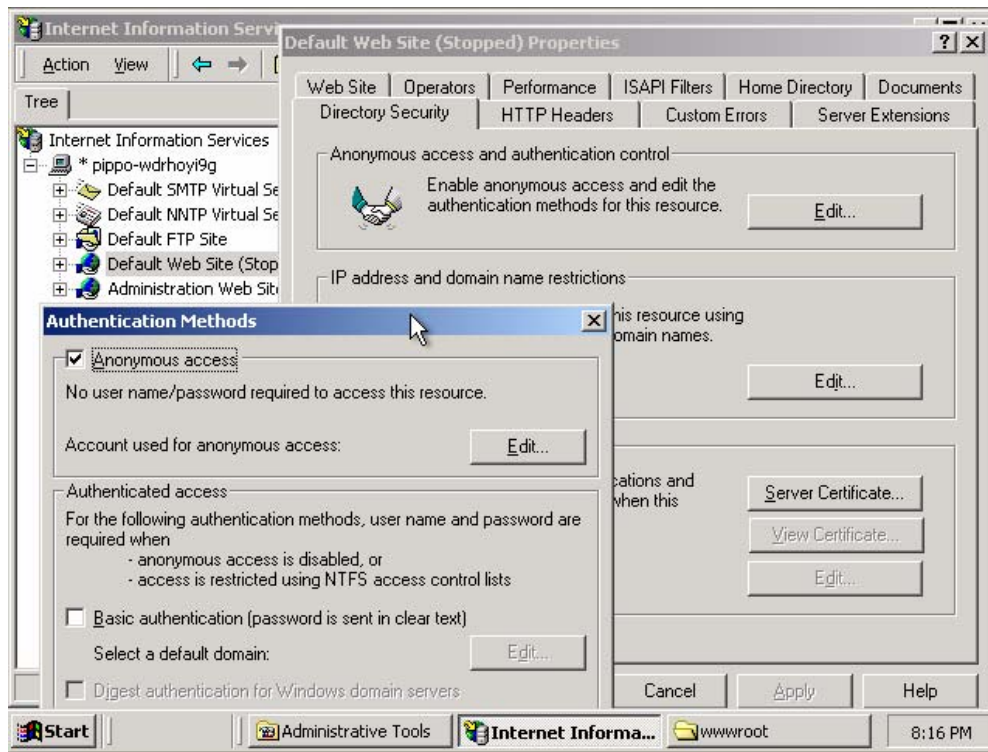 Internet Information Servi
Action View
Tree
Internet Information Services
* pippo-wdrhoyi9g
Default SMTP Virtual Se
Default NNTP Virtual Se
Default FTP Site
Default Web Site (Stop
Administration Web Sit
Default Web Site (Stopped) Properties
Web Site Operators Performance ISAPI Filters Home Directory Documents
Directory Security HTTP Headers Custom Errors Server Extensions
Anonymous access and authentication control
Enable anonymous access and edit the
authentication methods for this resource.
Edit...
IP address and domain name restrictions
his resource using
omain names.
Edit...
cations and
when this
Server Certificate...
View Certificate...
Edit...
Cancel Apply Help
Authentication Methods
Anonymous access
No user name/password required to access this resource.
Account used for anonymous access:
Edit...
Authenticated access
For the following authentication methods, user name and password are
required when
- anonymous access is disabled, or
- access is restricted using NTFS access control lists
Basic authentication (password is sent in clear text)
Select a default domain:
Edit...
Digest authentication for Windows domain servers
Start Administrative Tools Internet Informa... wwwroot 8:16 PM